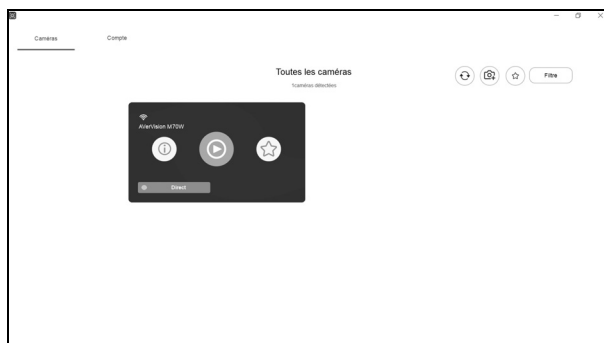 Caméras
Compte
Toutes les caméras
1caméras détectées
Filtre
AVerVision M70W
Direct